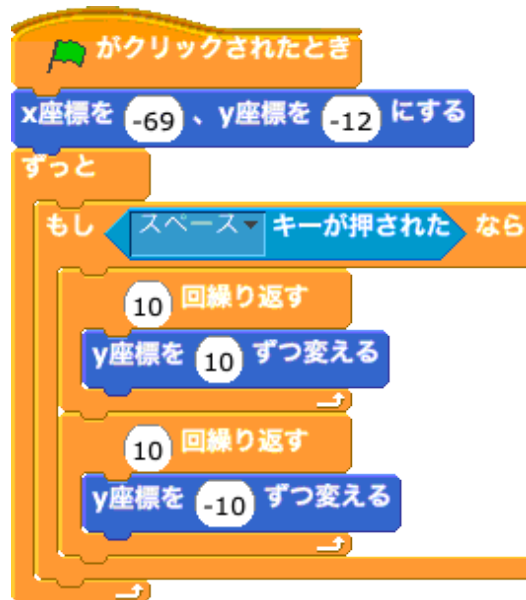 がクリックされたとき
x座標を -69 、y座標を -12 にする
ずっと
もし スペース キーが押された なら
10 回繰り返す
y座標を 10 ずつ変える
10 回繰り返す
y座標を -10 ずつ変える